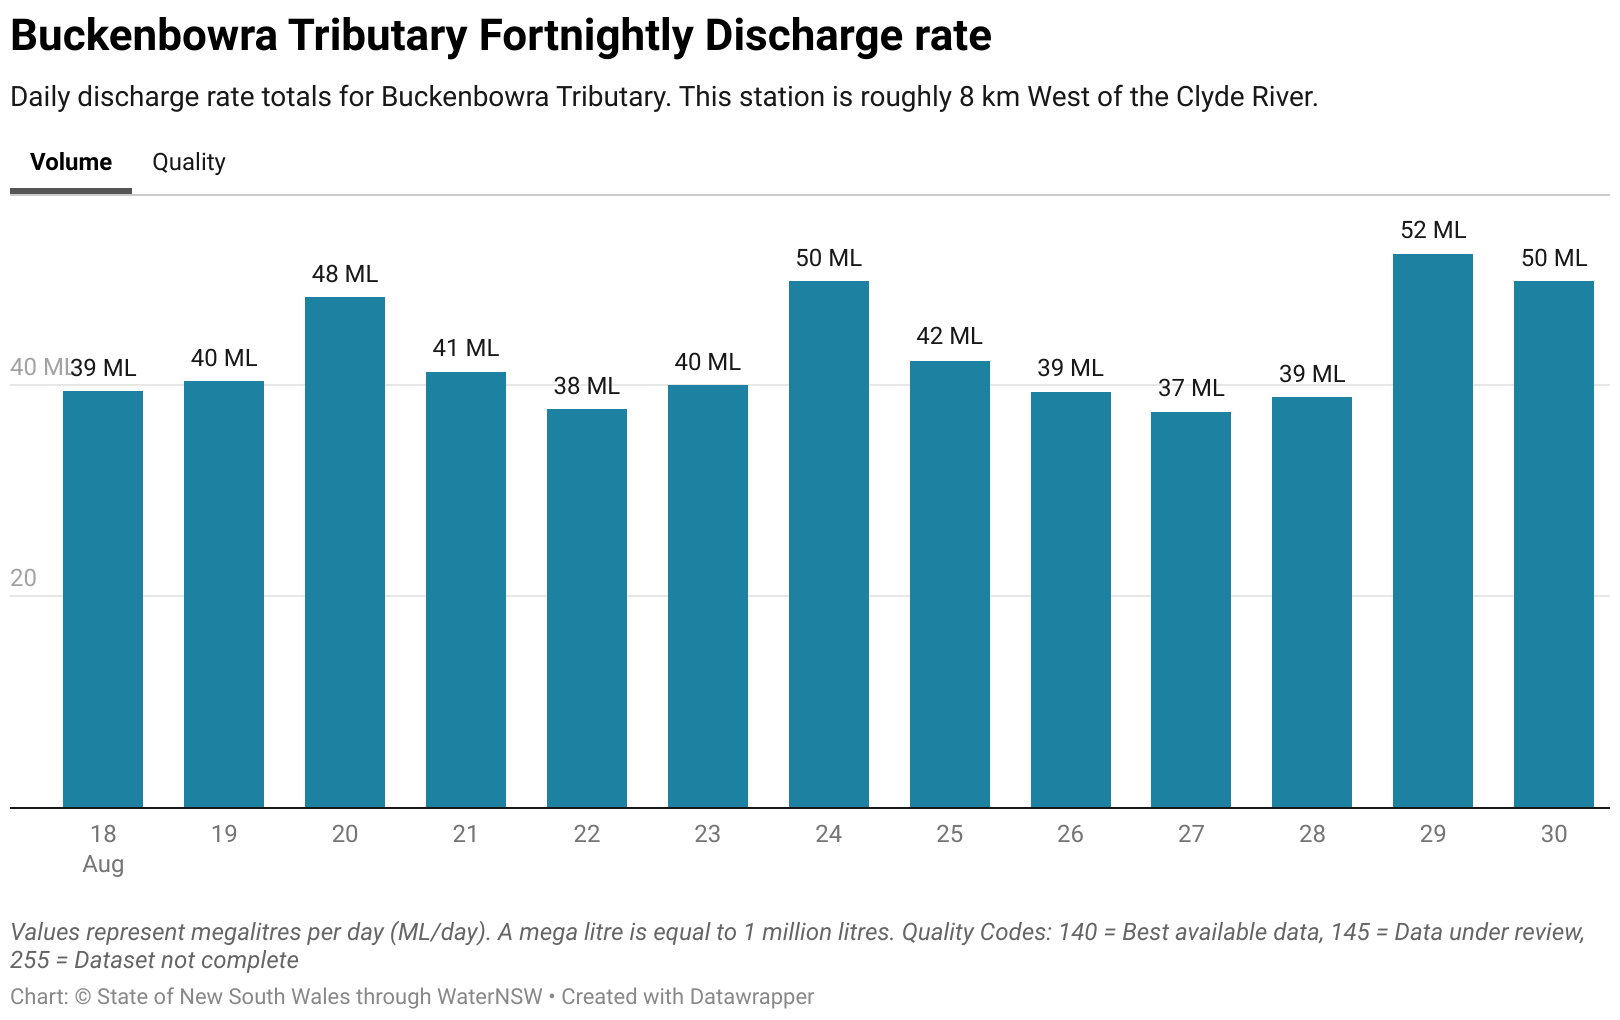 Buckenbowra Tributary Fortnightly Discharge rate
Daily discharge rate totals for Buckenbowra Tributary. This station is roughly 8 km West of the Clyde River.
Volume Quality
52 ML
50 ML 50 ML
48 ML
42 ML
41 ML
40 ML 39 ML 40 ML 40 ML 39 ML 39 ML
38 ML 37 ML
20
18 19 20 21 22 23 24 25 26 27 28 29 30
Aug
Values represent megalitres per day (ML/day). A mega litre is equal to 1 million litres. Quality Codes: 140 = Best available data, 145 = Data under review,
255 = Dataset not complete
Chart: © State of New South Wales through WaterNSW • Created with Datawrapper